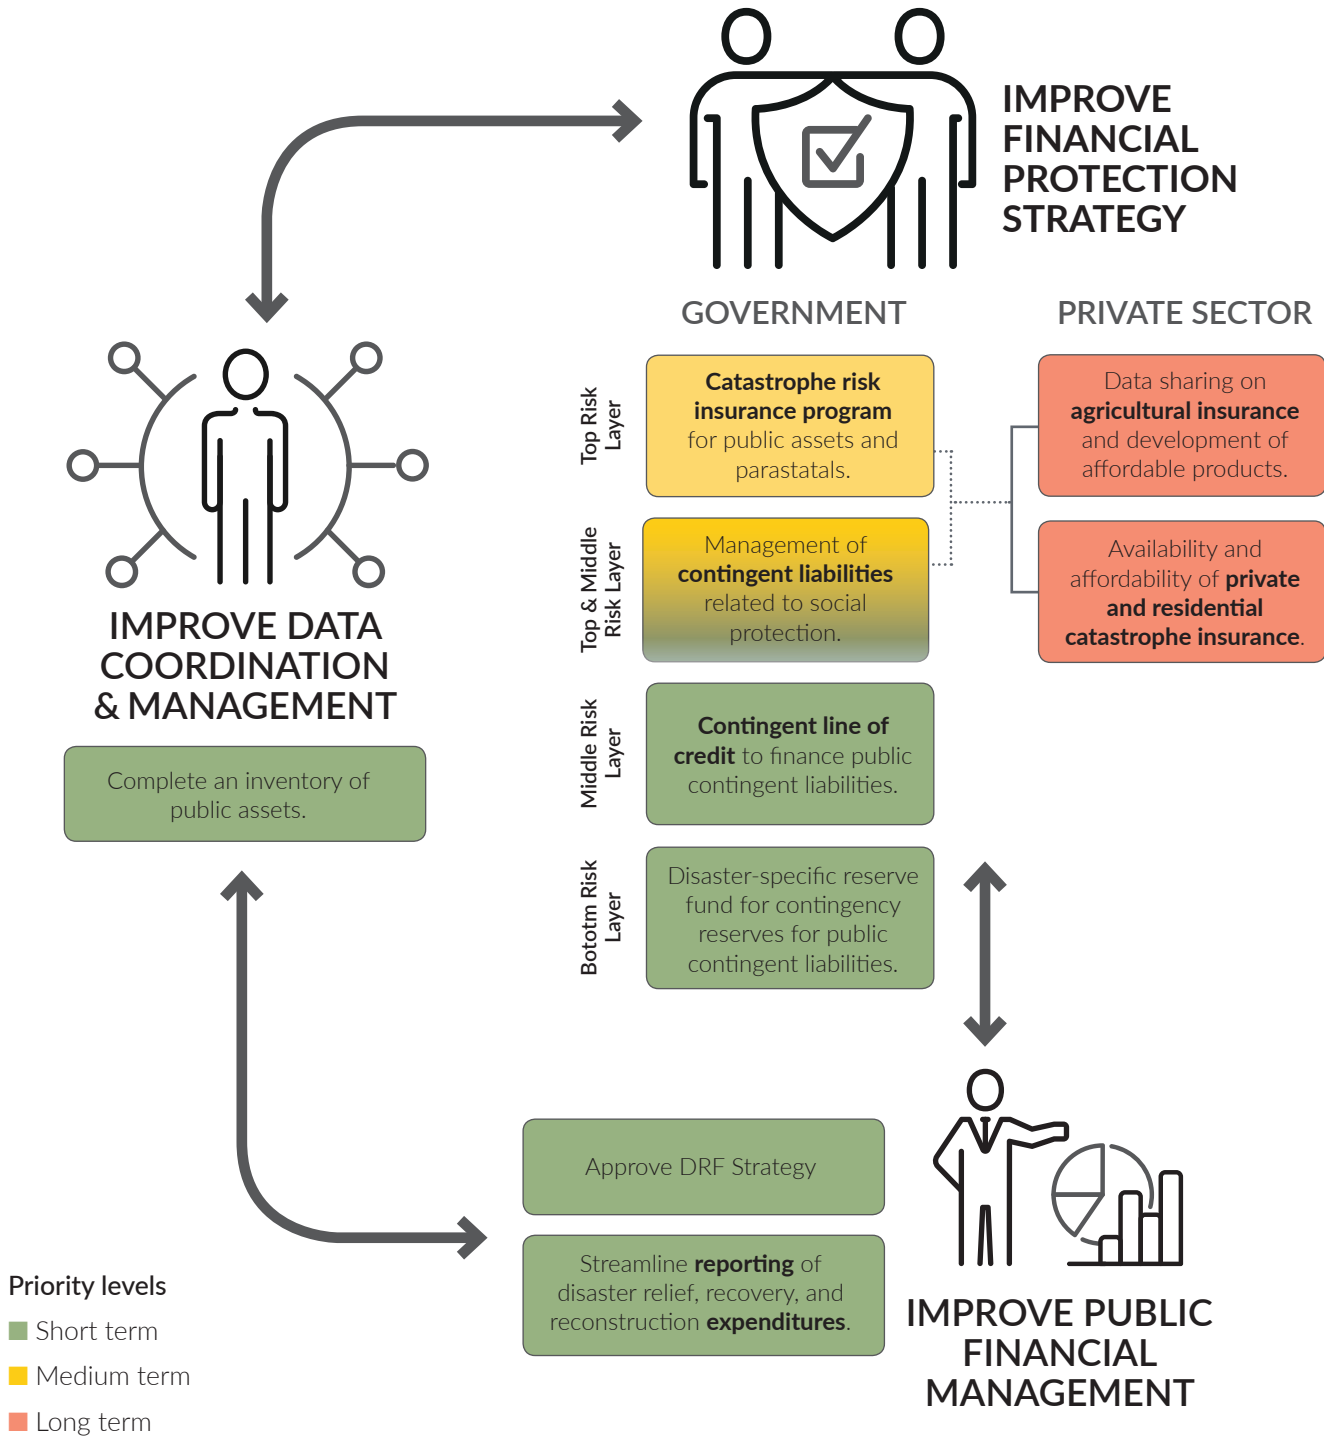 IMPROVE
FINANCIAL
PROTECTION
STRATEGY
GOVERNMENT
PRIVATE SECTOR
Top Risk
Layer
Catastrophe risk
insurance program
for public assets and
parastatals.
Data sharing on
agricultural insurance
and development of
affordable products.
Top & Middle
Risk Layer
Management of
contingent liabilities
related to social
protection.
Availability and
affordability of private
and residential
catastrophe insurance.
Middle Risk
Layer
Contingent line of
credit to finance public
contingent liabilities.
Bototm Risk
Layer
Disaster-specific reserve
fund for contingency
reserves for public
contingent liabilities.
IMPROVE DATA
COORDINATION
& MANAGEMENT
Complete an inventory of
public assets.
Approve DRF Strategy
Streamline reporting of
disaster relief, recovery, and
reconstruction expenditures.
IMPROVE PUBLIC
FINANCIAL
MANAGEMENT
Priority levels
Short term
Medium term
Long term